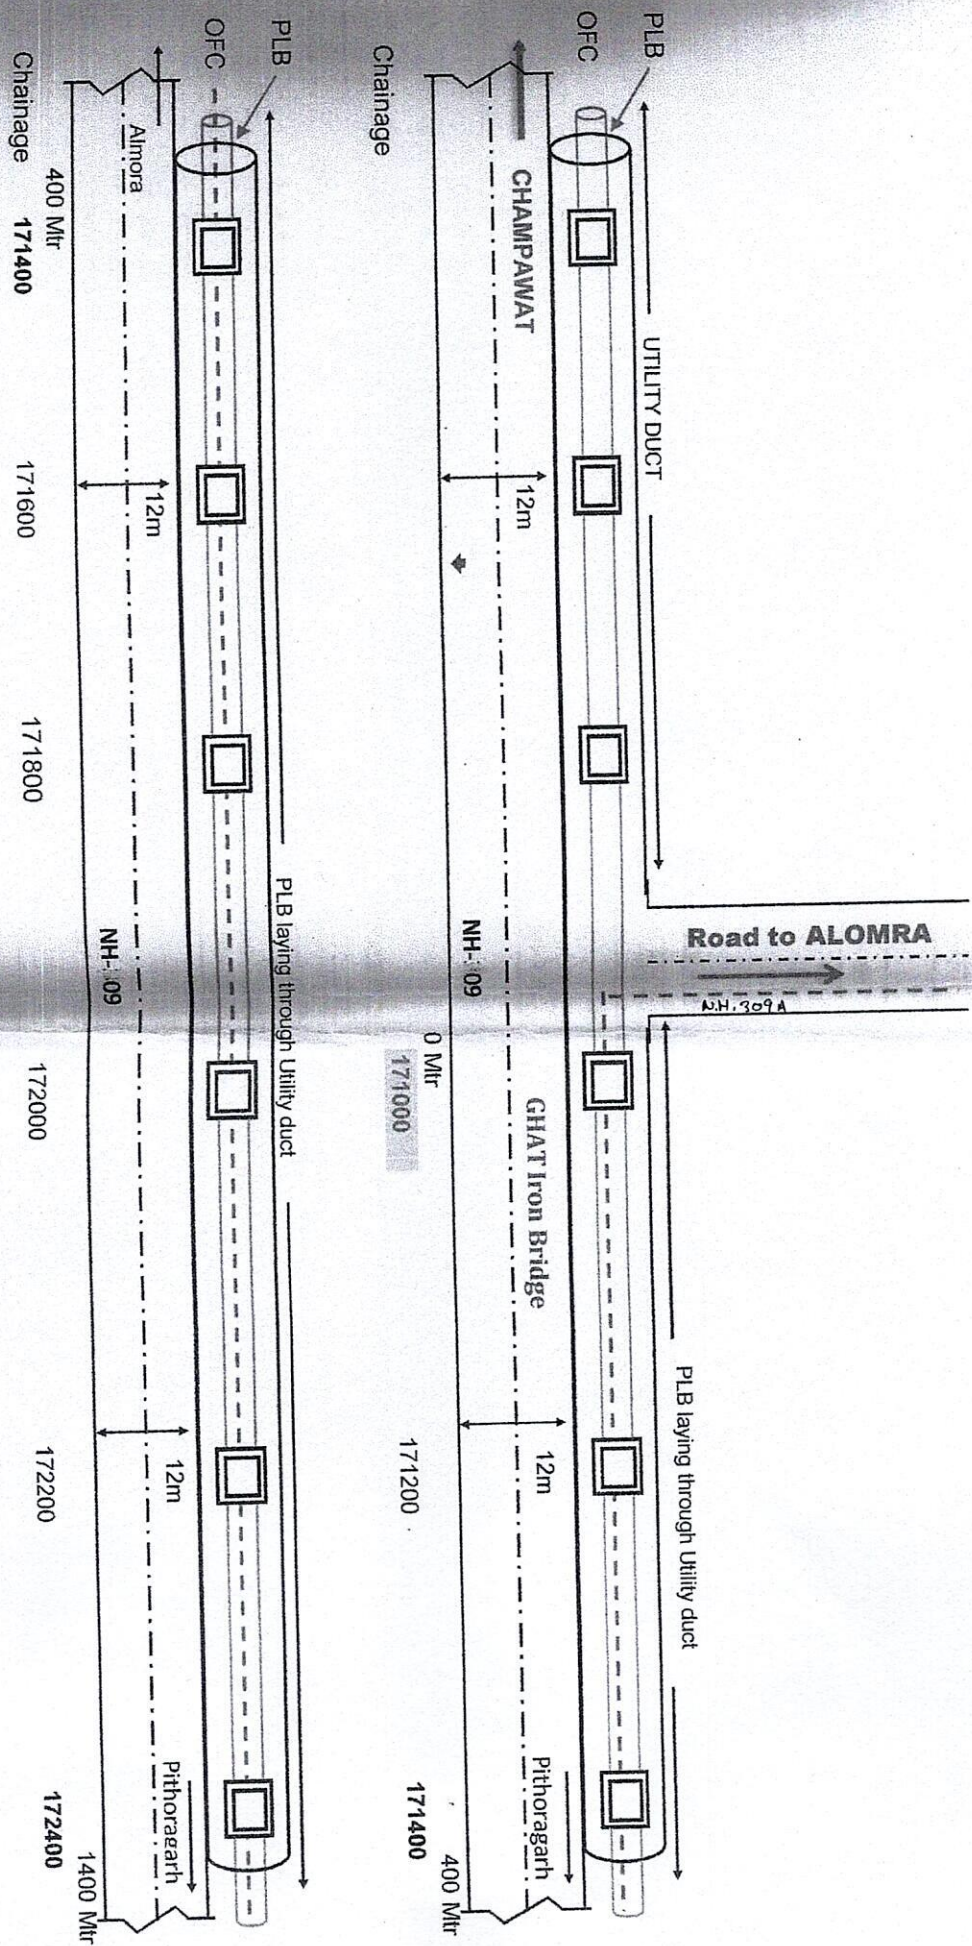 PLB
OFC
UTILITY DUCT
Road to ALOMRA
N.H. 309A
PLB laying through Utility duct
CHAMPAWAT
12m
GHAT Iron Bridge
12m
Pithoragarh
NH- 09
0 Mtr
400 Mtr
Chainage
171000
171200
171400
PLB
OFC
PLB laying through Utility duct
Almora
12m
12m
Pithoragarh
NH- 09
400 Mtr
1400 Mtr
Chainage
171400
171600
171800
172000
172200
172400